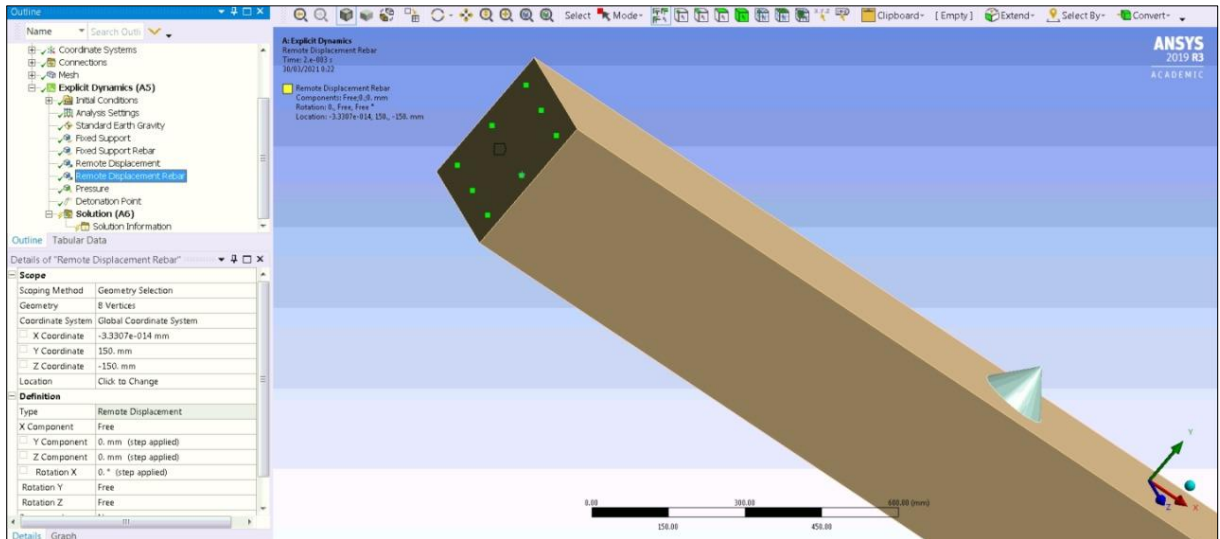 Outline
Select Mode- Clipboard- [ Empty ] Extend- Select By- Convert-
Name Search Outli
Coordinate Systems
Connections
Mesh
Explicit Dynamics (A5)
Initial Conditions
Analysis Settings
Standard Earth Gravity
Fixed Support
Fixed Support Rebar
Remote Displacement
Remote Displacement Rebar
Pressure
Detonation Point
Solution (A6)
Solution Information
Outline Tabular Data
Details of "Remote Displacement Rebar"
Scope
Scoping Method Geometry Selection
Geometry 8 Vertices
Coordinate System Global Coordinate System
X Coordinate -3.3307e-014 mm
Y Coordinate 150. mm
Z Coordinate -150. mm
Location Click to Change
Definition
Type Remote Displacement
X Component Free
Y Component 0. mm (step applied)
Z Component 0. mm (step applied)
Rotation X 0. ° (step applied)
Rotation Y Free
Rotation Z Free
Details Graph
A: Explicit Dynamics
Remote Displacement Rebar
Time: 2.e-003 s
30/03/2021 0:22
Remote Displacement Rebar
Components: Free;0.;0. mm
Rotation: 0., Free, Free °
Location: -3.3307e-014, 150., -150. mm
ANSYS
2019 R3
ACADEMIC
0.00 300.00 600.00 (mm)
150.00 450.00
Y
Z X